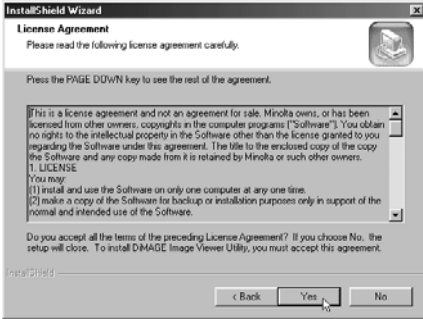 InstallShield Wizard
License Agreement
Please read the following license agreement carefully.
Press the PAGE DOWN key to see the rest of the agreement.
This is a license agreement and not an agreement for sale. Minolta owns, or has been
licensed from other owners, copyrights in the computer programs ("Software"). You obtain
no rights to the intellectual property in the Software other than the license granted to you
regarding the Software under this agreement. The title to the enclosed copy of the copy
the Software and any copy made from it is retained by Minolta or such other owners.
1. LICENSE
You may:
(1) install and use the Software on only one computer at any one time.
(2) make a copy of the Software for backup or installation purposes only in support of the
normal and intended use of the Software.
Do you accept all the terms of the preceding License Agreement? If you choose No, the
setup will close. To install DiMAGE Image Viewer Utility, you must accept this agreement.
InstallShield
< Back Yes No